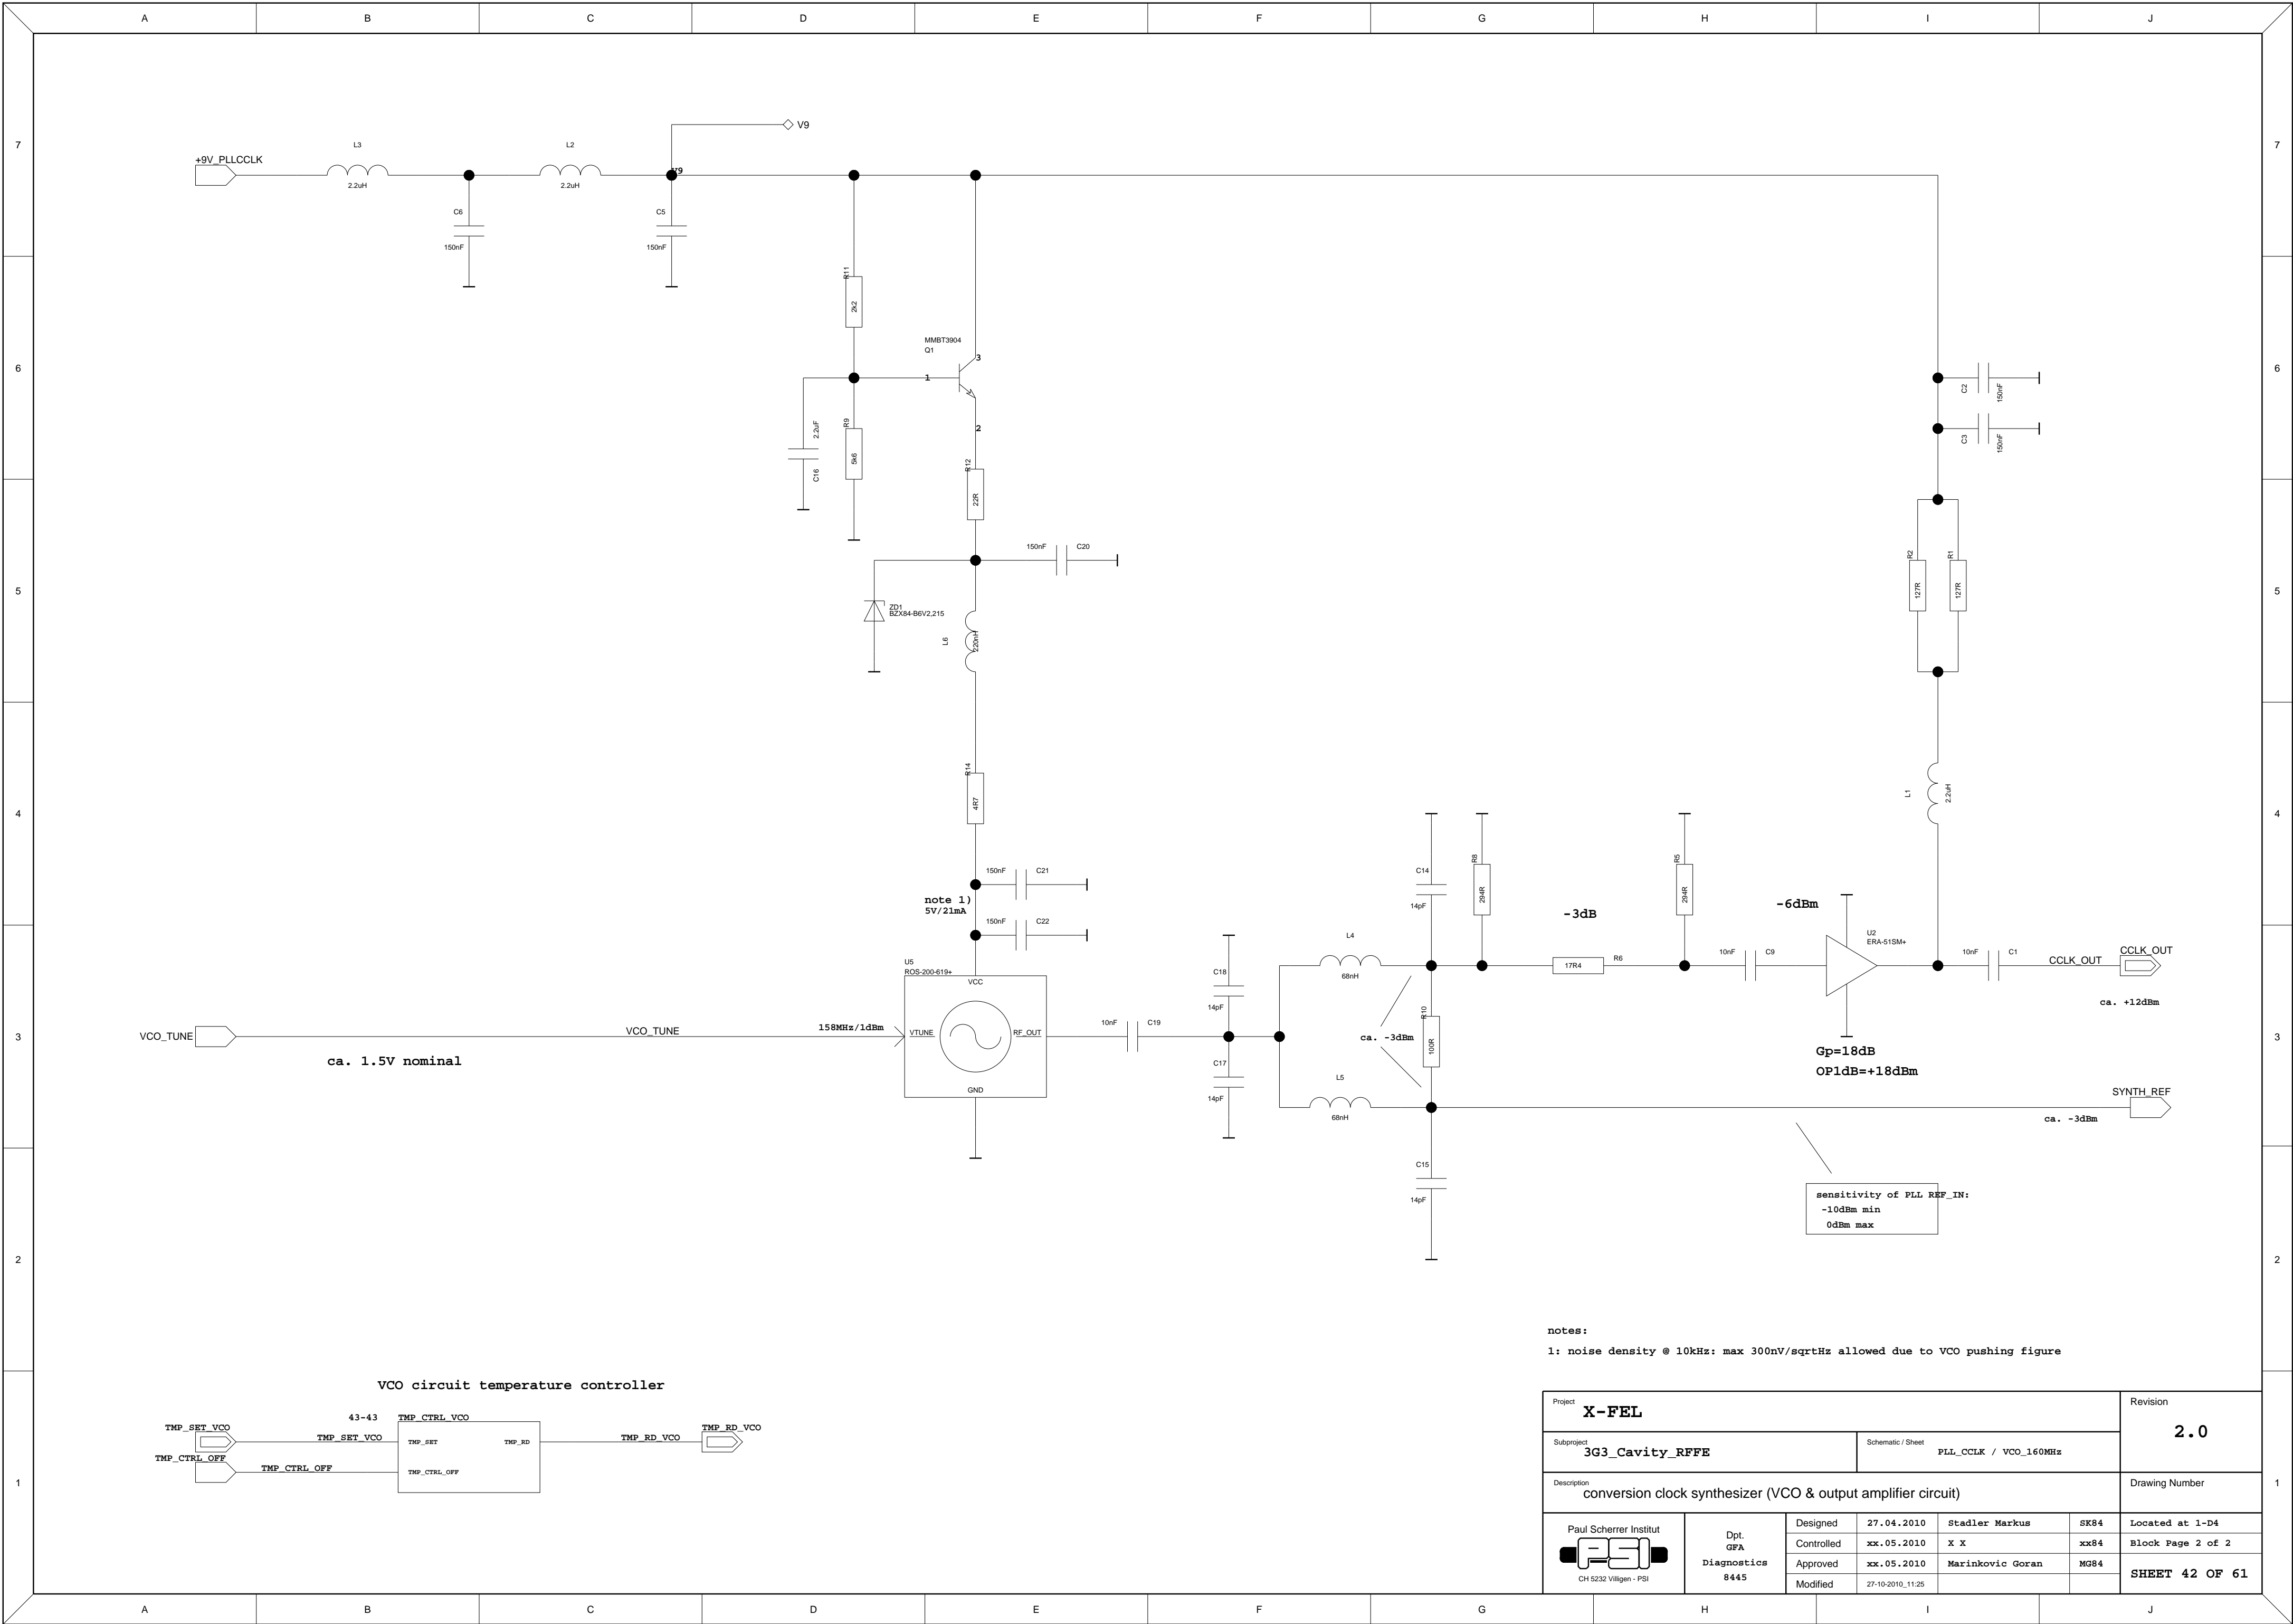 A B C D E F G H I J
7 7
6 6
5 5
4 4
3 3
2 2
1 1
+9V_PLLCCLK
L3
2.2uH
L2
2.2uH
V9
V9
C6
150nF
C5
150nF
R11
2k2
MMBT3904
Q1
3
1
2
2.2uF
C16
R9
5k6
R12
22R
150nF C20
ZD1
BZX84-B6V2,215
L6
220nH
R14
4R7
150nF C21
note 1)
5V/21mA
150nF C22
C2
150nF
C3
150nF
R2
127R
R1
127R
L1
2.2uH
U5
ROS-200-619+
VCC
VTUNE
RF_OUT
GND
VCO_TUNE
VCO_TUNE
158MHz/1dBm
ca. 1.5V nominal
10nF C19
C18
14pF
C17
14pF
L4
68nH
L5
68nH
C14
14pF
R8
294R
-3dB
R5
294R
-6dBm
17R4 R6
10nF C9
U2
ERA-51SM+
10nF C1
CCLK_OUT
CCLK_OUT
ca. +12dBm
ca. -3dBm
R10
100R
Gp=18dB
OP1dB=+18dBm
SYNTH_REF
ca. -3dBm
C15
14pF
sensitivity of PLL REF_IN:
-10dBm min
0dBm max
notes:
1: noise density @ 10kHz: max 300nV/sqrtHz allowed due to VCO pushing figure
VCO circuit temperature controller
43-43 TMP_CTRL_VCO
TMP_SET_VCO
TMP_SET_VCO
TMP_SET
TMP_RD
TMP_RD_VCO
TMP_RD_VCO
TMP_CTRL_OFF
TMP_CTRL_OFF
TMP_CTRL_OFF
Project X-FEL
Revision
2.0
Subproject 3G3_Cavity_RFFE
Schematic / Sheet PLL_CCLK / VCO_160MHz
Description conversion clock synthesizer (VCO & output amplifier circuit)
Drawing Number
Paul Scherrer Institut
PSI
CH 5232 Villigen - PSI
Dpt.
GFA
Diagnostics
8445
Designed 27.04.2010 Stadler Markus SK84 Located at 1-D4
Controlled xx.05.2010 X X xx84 Block Page 2 of 2
Approved xx.05.2010 Marinkovic Goran MG84
Modified 27-10-2010_11:25
SHEET 42 OF 61
A B C D E F G H I J